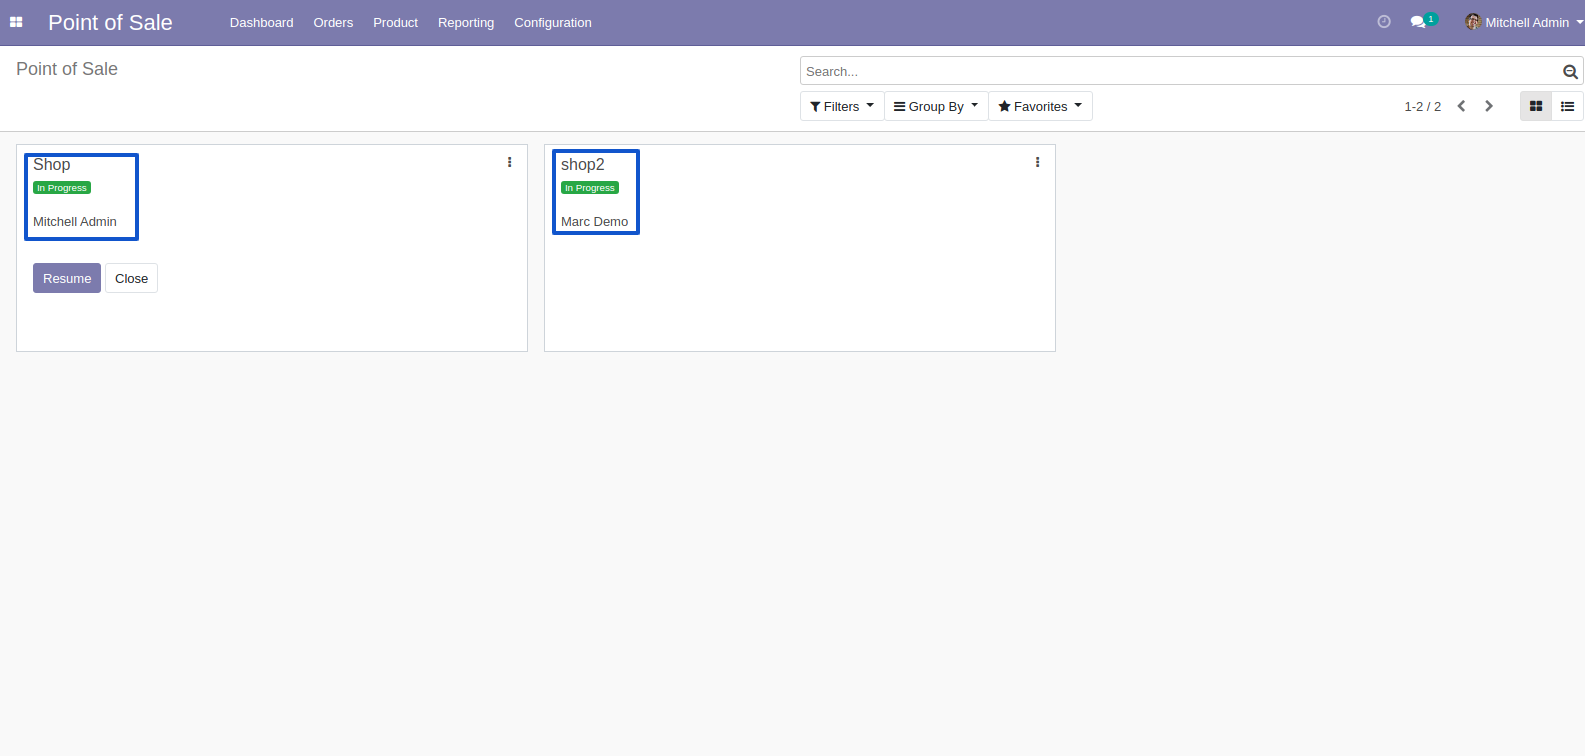 Point of Sale Dashboard Orders Product Reporting Configuration 1 Mitchell Admin
Point of Sale
Search...
Filters Group By Favorites 1-2 / 2
Shop
In Progress
Mitchell Admin
Resume Close
shop2
In Progress
Marc Demo